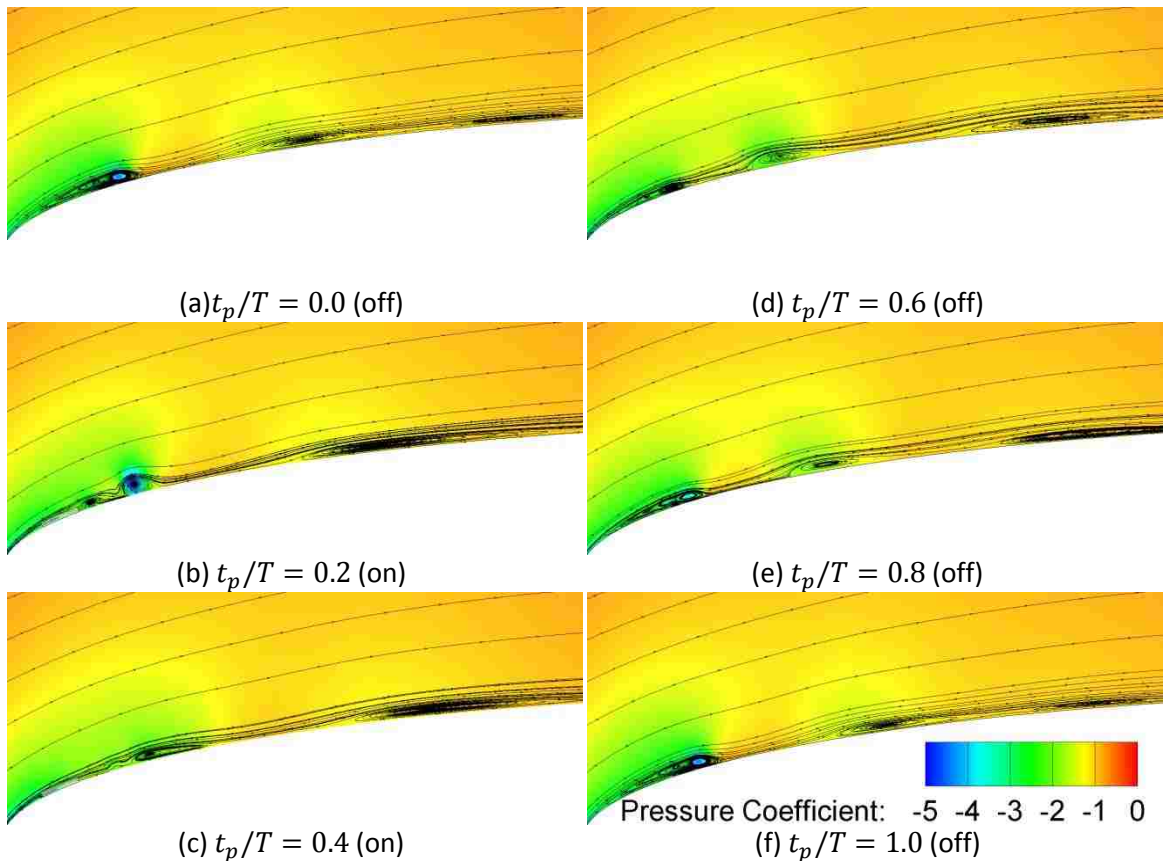 (a)t_p/T = 0.0 (off)
(d) t_p/T = 0.6 (off)
(b) t_p/T = 0.2 (on)
(e) t_p/T = 0.8 (off)
Pressure Coefficient: -5 -4 -3 -2 -1 0
(c) t_p/T = 0.4 (on)
(f) t_p/T = 1.0 (off)